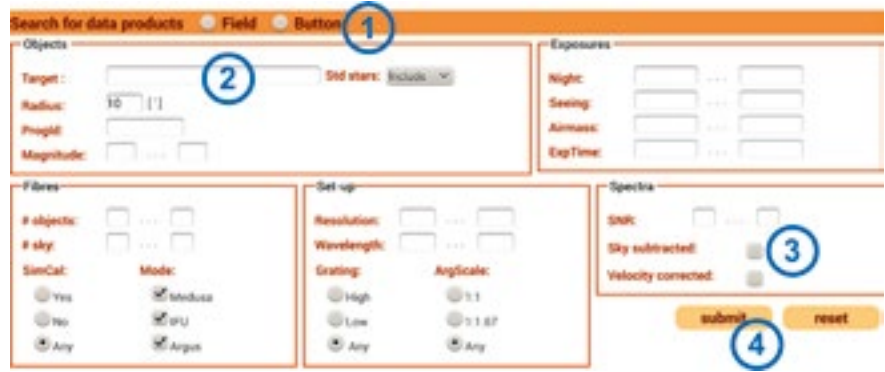 Search for data products Field Button 1
Objects
Target : 2 Std stars: Include
Radius: 10 [']
ProgId:
Magnitude: ...
Exposures
Night: ...
Seeing: ...
Airmass: ...
ExpTime: ...
Fibres
# objects: ...
# sky: ...
SimCal: Mode:
Yes Medusa
No IFU
Any Argus
Set-up
Resolution: ...
Wavelength: ...
Grating: ArgScale:
High 1:1
Low 1:1.67
Any Any
Spectra
SNR: ...
Sky subtracted: 3
Velocity corrected:
submit reset
4